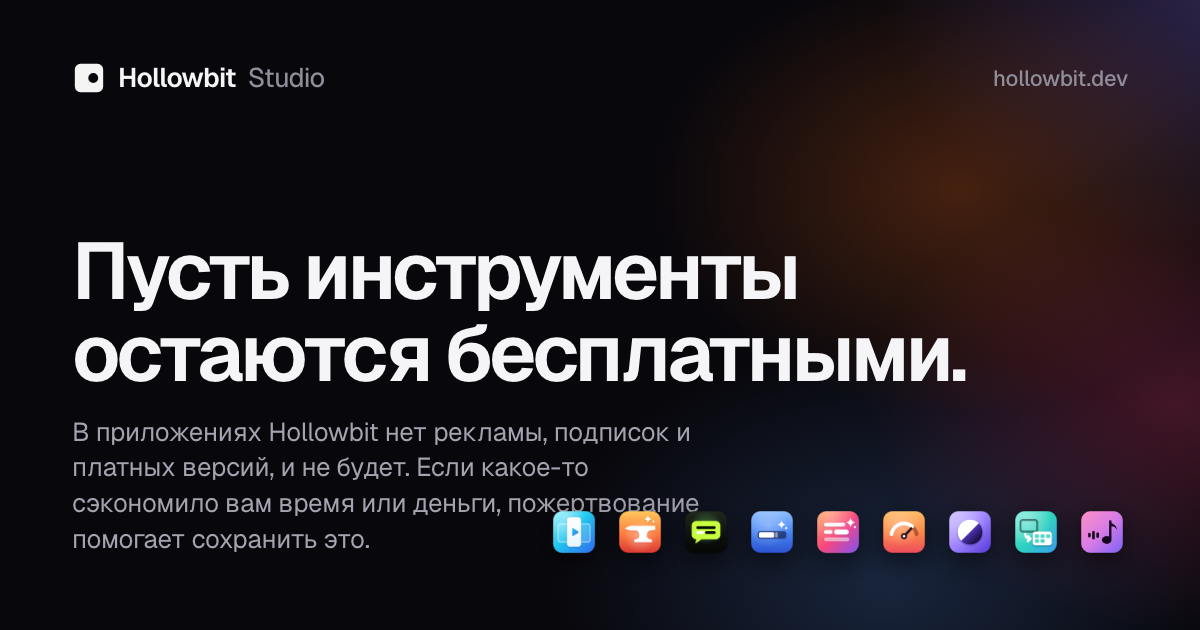 Hollowbit Studio
hollowbit.dev
Пусть инструменты
остаются бесплатными.
В приложениях Hollowbit нет рекламы, подписок и
платных версий, и не будет. Если какое-то
сэкономило вам время или деньги, пожертвование
помогает сохранить это.